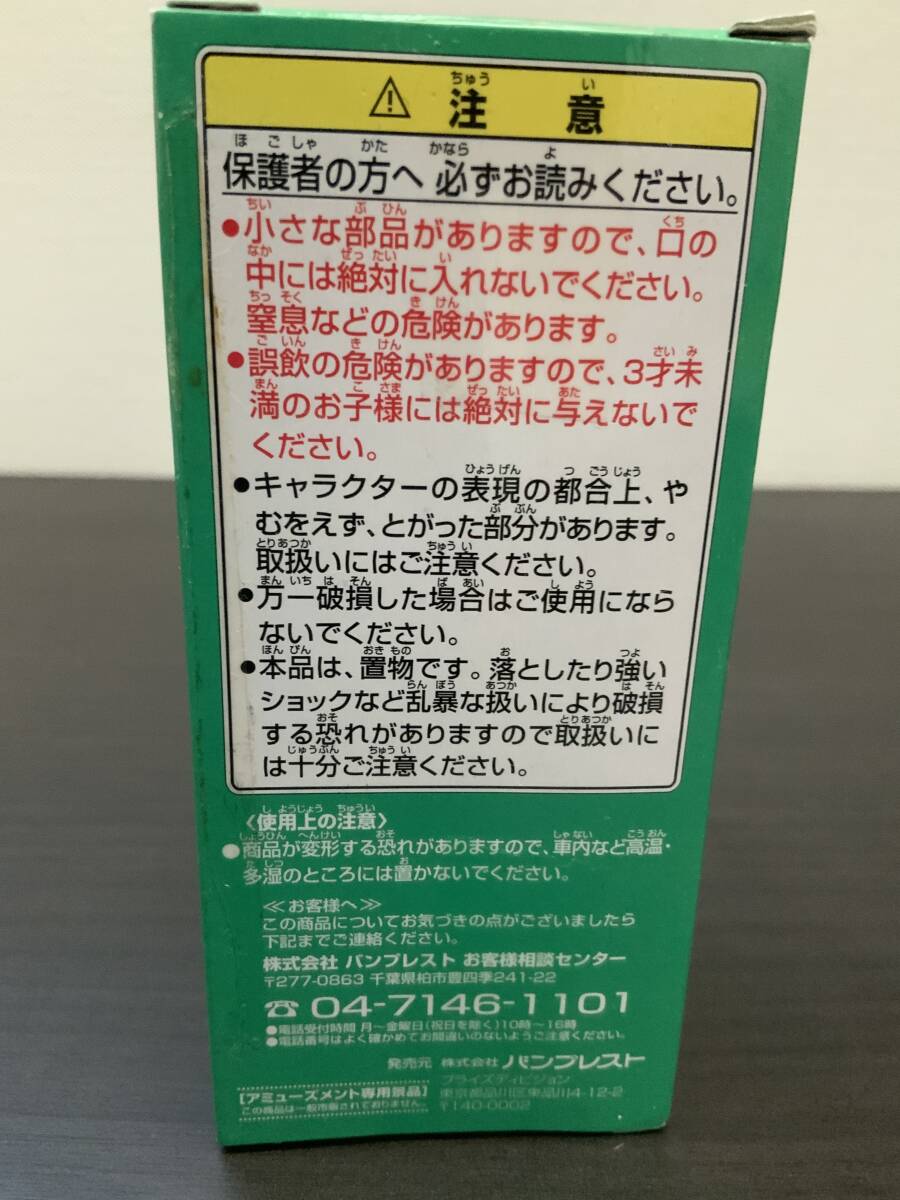 ⚠ 注意
保護者の方へ 必ずお読みください。
●小さな部品がありますので、口の
中には絶対に入れないでください。
窒息などの危険があります。
●誤飲の危険がありますので、3才未
満のお子様には絶対に与えないで
ください。
●キャラクターの表現の都合上、や
むをえず、とがった部分があります。
取扱いにはご注意ください。
●万一破損した場合はご使用になら
ないでください。
●本品は、置物です。落としたり強い
ショックなど乱暴な扱いにより破損
する恐れがありますので取扱いに
は十分ご注意ください。
〈使用上の注意〉
●商品が変形する恐れがありますので、車内など高温・
多湿のところには置かないでください。
≪お客様へ≫
この商品についてお気づきの点がございましたら
下記までご連絡ください。
株式会社 バンプレスト お客様相談センター
〒277-0863 千葉県柏市豊四季241-22
☎ 04-7146-1101
●電話受付時間 月〜金曜日(祝日を除く)10時〜16時
●電話番号はよく確かめてお間違いのないようご注意ください。
発売元 株式会社 バンプレスト
プライズディビジョン
東京都品川区東品川4-12-2
〒140-0002
[アミューズメント専用景品]
この商品は一般市販されておりません。